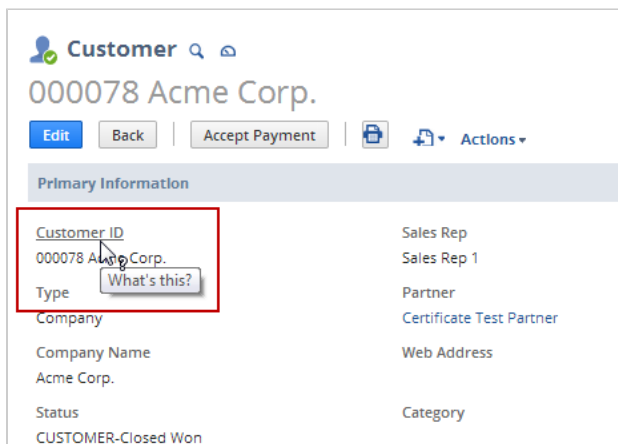 Customer
000078 Acme Corp.
Edit Back Accept Payment Actions
Primary Information
Customer ID Sales Rep
000078 Acme Corp. Sales Rep 1
What's this?
Type Partner
Company Certificate Test Partner
Company Name Web Address
Acme Corp.
Status Category
CUSTOMER-Closed Won